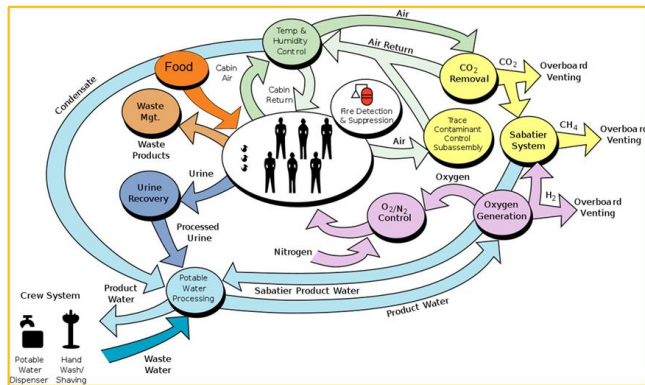 Air
Temp &
Humidity
Control
Air Return
CO2
Removal
CO2
Overboard
Venting
Condensate
Food
Cabin
Air
Cabin
Return
Waste
Mgt.
Waste
Products
Fire Detection
& Suppression
Air
Trace
Contaminant
Control
Subassembly
Sabatier
System
CH4
Overboard
Venting
Urine
Urine
Recovery
Oxygen
O2/N2
Control
Oxygen
Generation
H2
Overboard
Venting
Processed
Urine
Nitrogen
Potable
Water
Processing
Sabatier Product Water
Product Water
Crew System
Product
Water
Waste
Water
Potable
Water
Dispenser
Hand
Wash/
Shaving